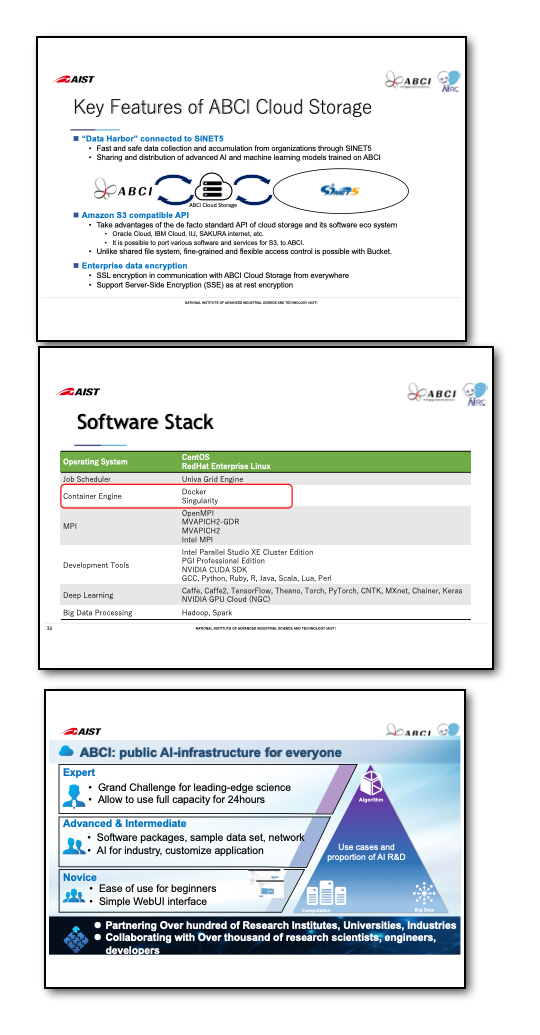 AIST
ABCI
AIRC
Key Features of ABCI Cloud Storage
"Data Harbor" connected to SINET5
• Fast and safe data collection and accumulation from organizations through SINET5
• Sharing and distribution of advanced AI and machine learning models trained on ABCI
ABCI
ABCI Cloud Storage
SINET5
Amazon S3 compatible API
• Take advantages of the de facto standard API of cloud storage and its software eco system
• Oracle Cloud, IBM Cloud, IIJ, SAKURA internet, etc.
• It is possible to port various software and services for S3, to ABCI.
• Unlike shared file system, fine-grained and flexible access control is possible with Bucket.
Enterprise data encryption
• SSL encryption in communication with ABCI Cloud Storage from everywhere
• Support Server-Side Encryption (SSE) as at rest encryption
NATIONAL INSTITUTE OF ADVANCED INDUSTRIAL SCIENCE AND TECHNOLOGY (AIST)
AIST
ABCI
AIRC
Software Stack
Operating System
CentOS
RedHat Enterprise Linux
Job Scheduler
Univa Grid Engine
Container Engine
Docker
Singularity
MPI
OpenMPI
MVAPICH2-GDR
MVAPICH2
Intel MPI
Development Tools
Intel Parallel Studio XE Cluster Edition
PGI Professional Edition
NVIDIA CUDA SDK
GCC, Python, Ruby, R, Java, Scala, Lua, Perl
Deep Learning
Caffe, Caffe2, TensorFlow, Theano, Torch, PyTorch, CNTK, MXnet, Chainer, Keras
NVIDIA GPU Cloud (NGC)
Big Data Processing
Hadoop, Spark
32
NATIONAL INSTITUTE OF ADVANCED INDUSTRIAL SCIENCE AND TECHNOLOGY (AIST)
AIST
ABCI
ABCI: public AI-infrastructure for everyone
Expert
• Grand Challenge for leading-edge science
• Allow to use full capacity for 24hours
Algorithm
Advanced & Intermediate
• Software packages, sample data set, network
• AI for industry, customize application
Use cases and
proportion of AI R&D
Novice
• Ease of use for beginners
• Simple WebUI interface
Computation
Big Data
● Partnering Over hundred of Research Institutes, Universities, Industries
● Collaborating with Over thousand of research scientists, engineers,
developers